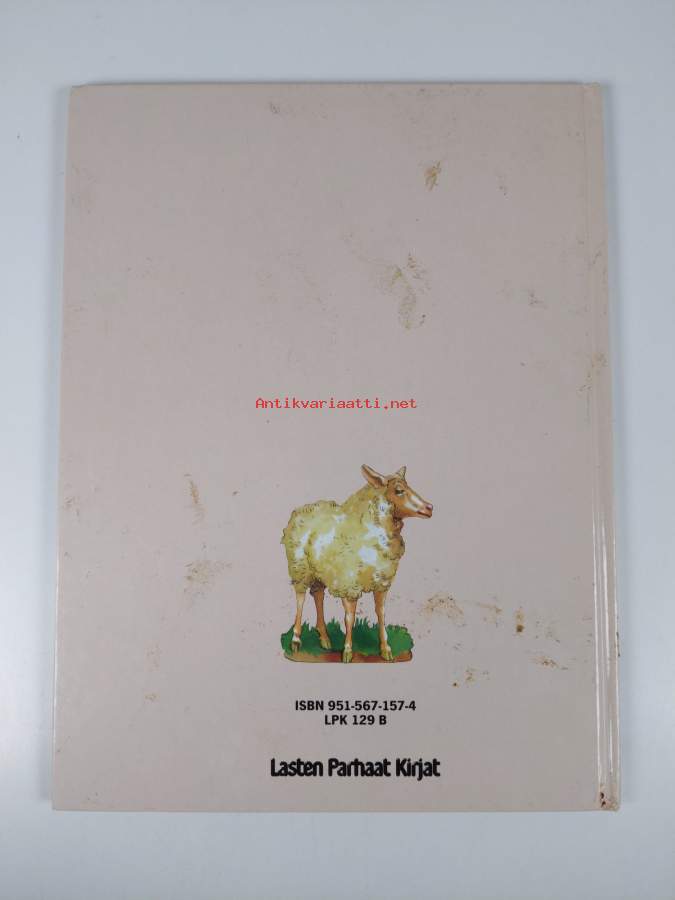 Antikvariaatti.net
ISBN 951-567-157-4
LPK 129 B
Lasten Parhaat Kirjat